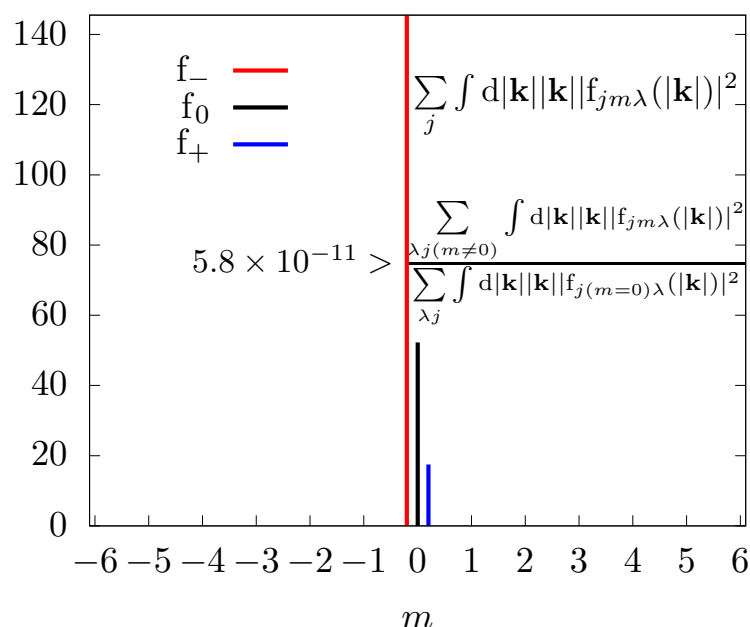 140
120
100
80
60
40
20
0
f₋
f₀
f₊
∑_j ∫ d|𝐤||𝐤||f_{jmλ}(|𝐤|)|²
5.8 × 10⁻¹¹ >
∑_{λj(m≠0)} ∫ d|𝐤||𝐤||f_{jmλ}(|𝐤|)|²
∑_{λj} ∫ d|𝐤||𝐤||f_{j(m=0)λ}(|𝐤|)|²
−6 −5 −4 −3 −2 −1 0 1 2 3 4 5 6
m